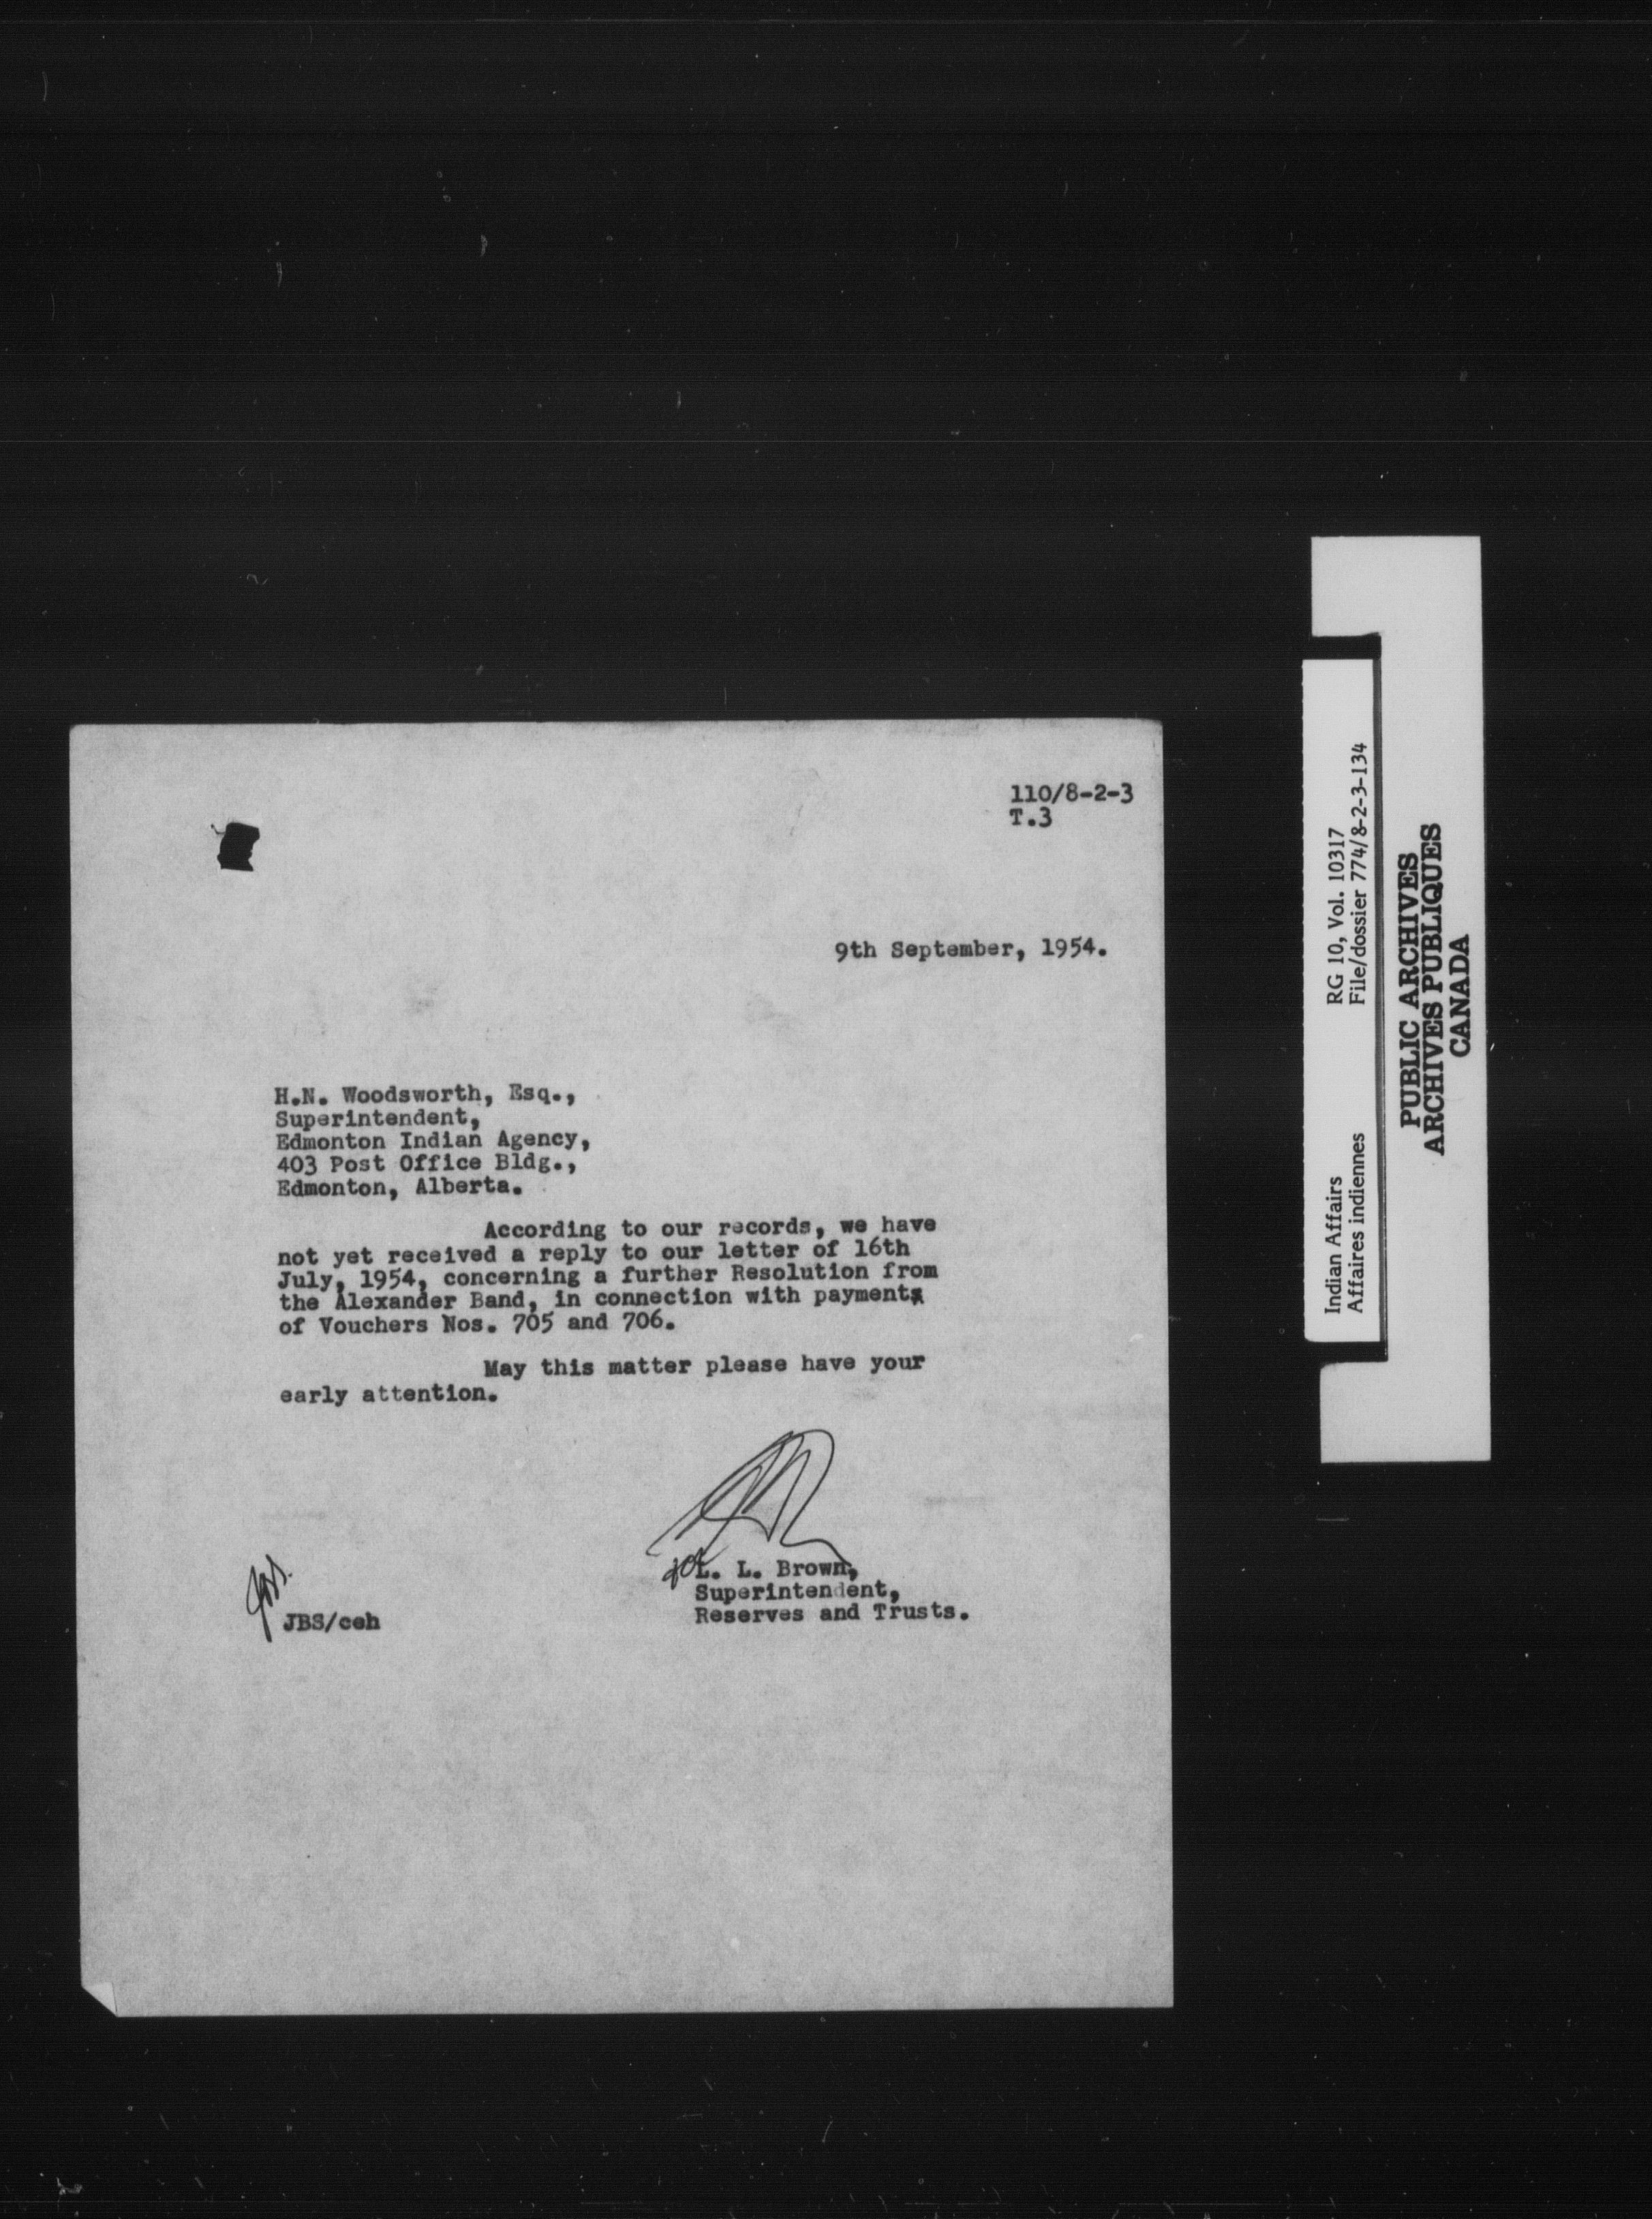 110/8-2-3
T.3
9th September, 1954.
H.N. Woodsworth, Esq.,
Superintendent,
Edmonton Indian Agency,
403 Post Office Bldg.,
Edmonton, Alberta.
According to our records, we have
not yet received a reply to our letter of 16th
July, 1954, concerning a further Resolution from
the Alexander Band, in connection with payment
of Vouchers Nos. 705 and 706.
May this matter please have your
early attention.
for L. L. Brown,
Superintendent,
Reserves and Trusts.
JBS/ceh
Indian Affairs RG 10, Vol. 10317
Affaires indiennes File/dossier 774/8-2-3-134
PUBLIC ARCHIVES
ARCHIVES PUBLIQUES
CANADA